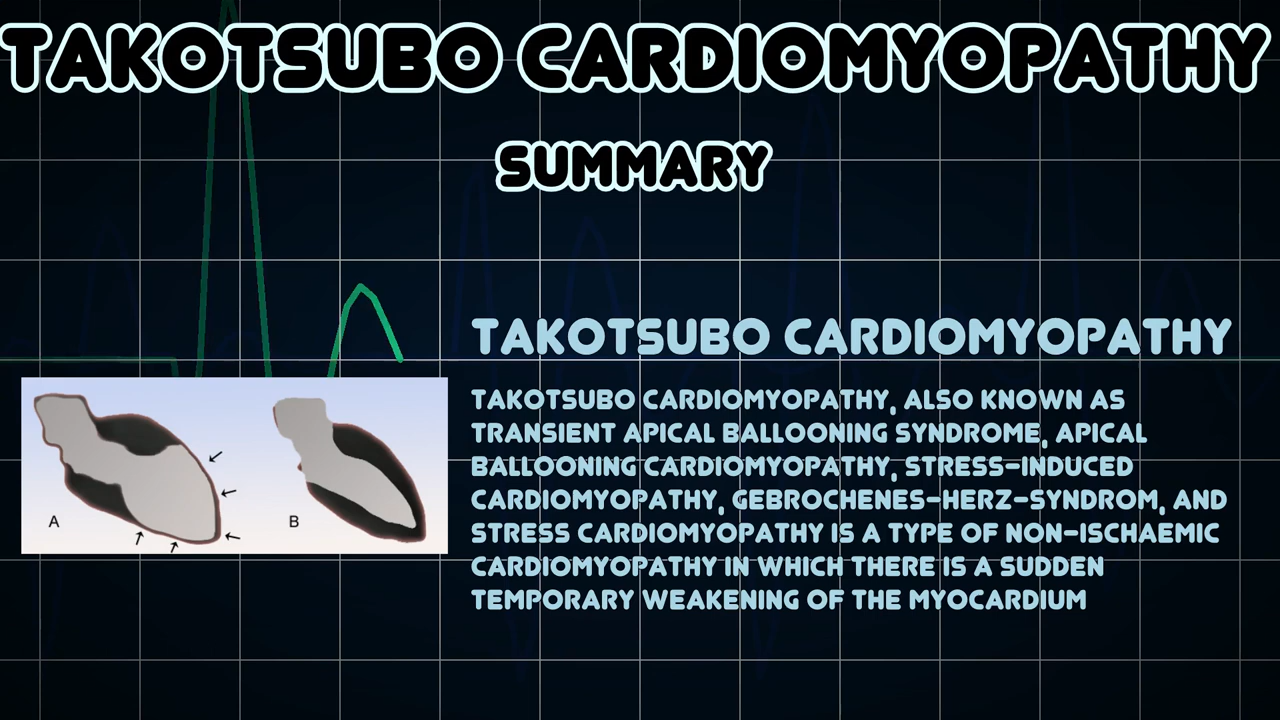 TAKOTSUBO CARDIOMYOPATHY
SUMMARY
TAKOTSUBO CARDIOMYOPATHY
TAKOTSUBO CARDIOMYOPATHY, ALSO KNOWN AS
TRANSIENT APICAL BALLOONING SYNDROME, APICAL
BALLOONING CARDIOMYOPATHY, STRESS-INDUCED
CARDIOMYOPATHY, GEBROCHENES-HERZ-SYNDROM, AND
STRESS CARDIOMYOPATHY IS A TYPE OF NON-ISCHAEMIC
CARDIOMYOPATHY IN WHICH THERE IS A SUDDEN
TEMPORARY WEAKENING OF THE MYOCARDIUM
A
B